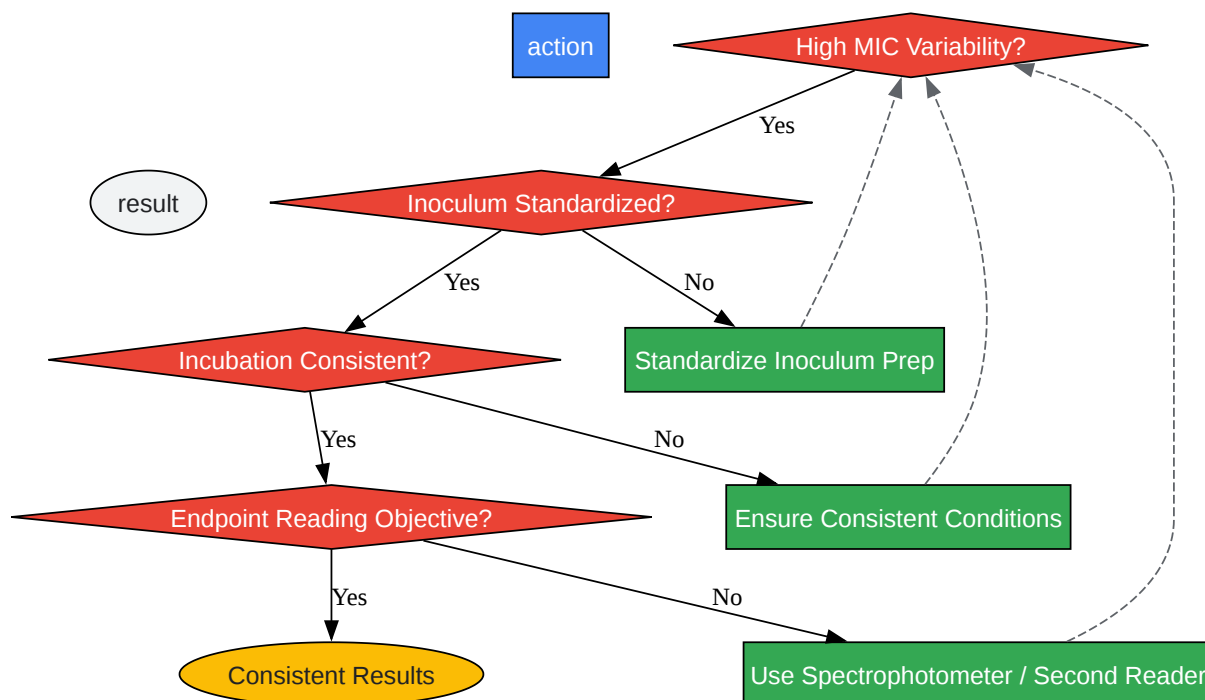 action
High MIC Variability?
Yes
result
Inoculum Standardized?
Yes
No
Incubation Consistent?
Standardize Inoculum Prep
Yes
No
Endpoint Reading Objective?
Ensure Consistent Conditions
Yes
No
Consistent Results
Use Spectrophotometer / Second Reader